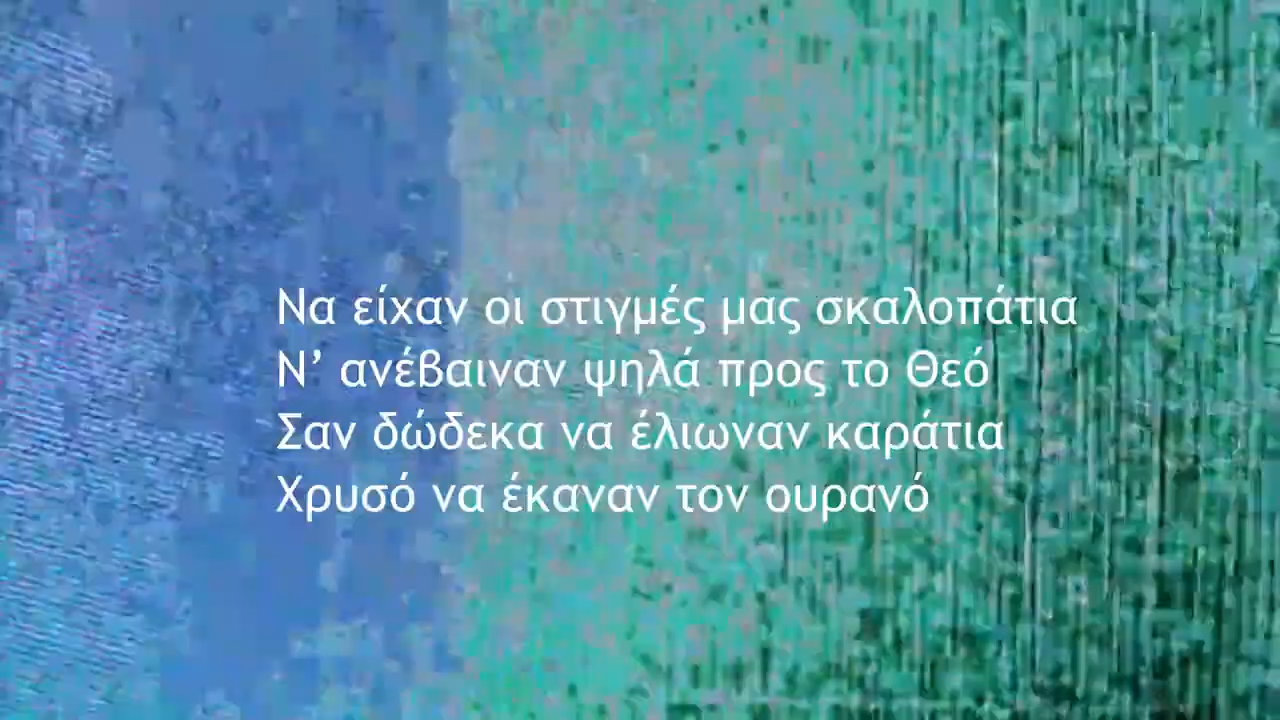 Να είχαν οι στιγμές μας σκαλοπάτια
Ν’ ανέβαιναν ψηλά προς το Θεό
Σαν δώδεκα να έλιωναν καράτια
Χρυσό να έκαναν τον ουρανό